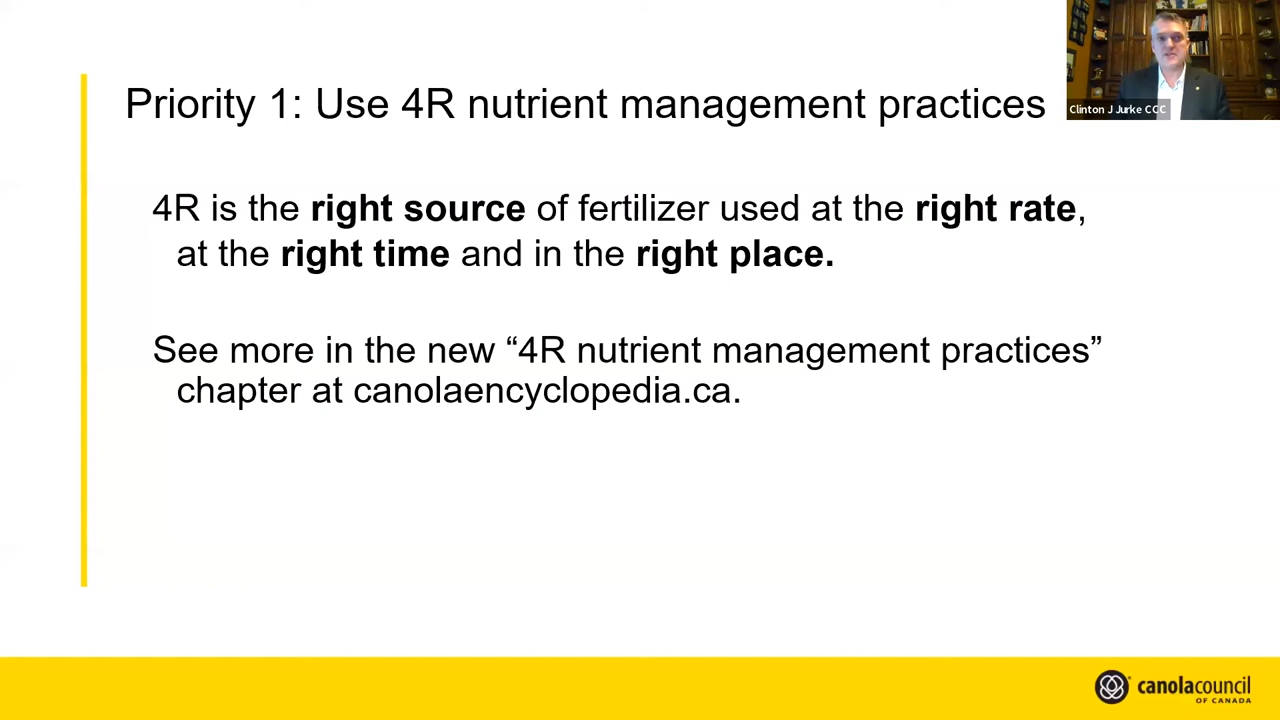 Priority 1: Use 4R nutrient management practices
Clinton J Jurke CCC
4R is the right source of fertilizer used at the right rate,
at the right time and in the right place.
See more in the new “4R nutrient management practices”
chapter at canolaencyclopedia.ca.
canolacouncil
OF CANADA